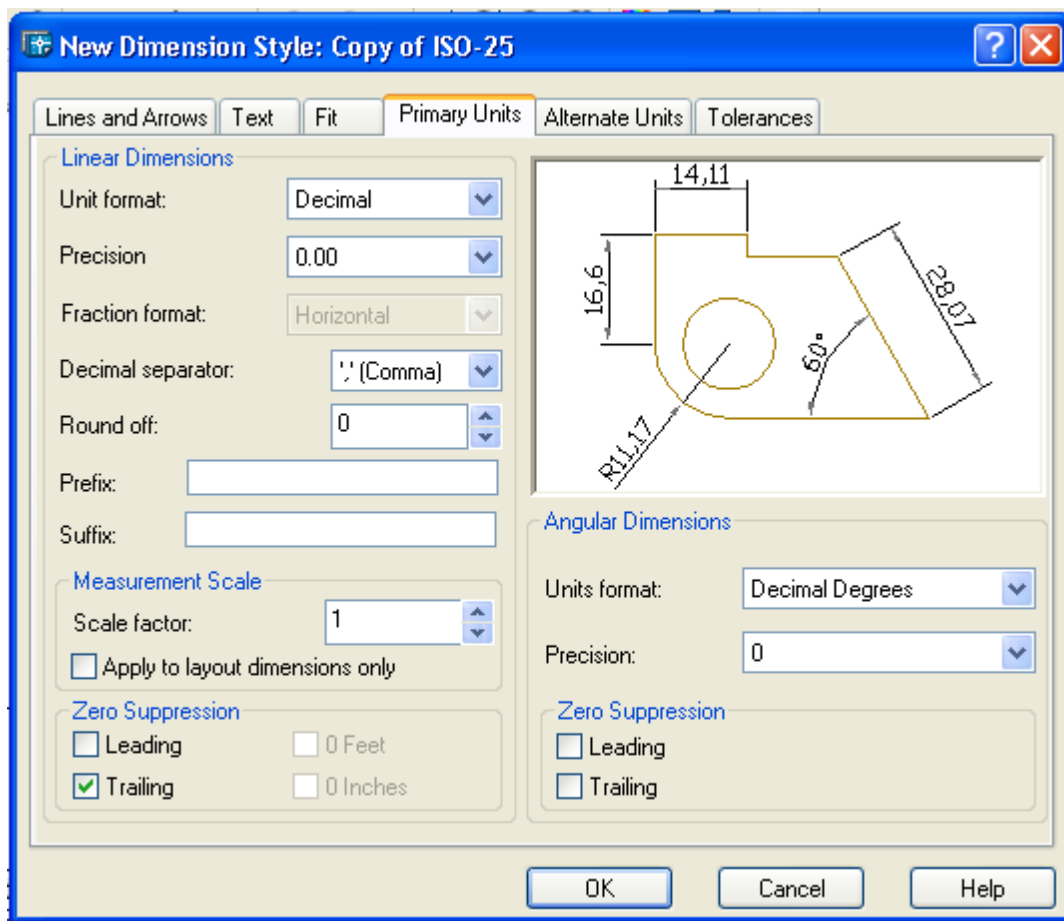 New Dimension Style: Copy of ISO-25
Lines and Arrows
Text
Fit
Primary Units
Alternate Units
Tolerances
Linear Dimensions
Unit format:
Decimal
Precision
0.00
Fraction format:
Horizontal
Decimal separator:
',' (Comma)
Round off:
0
Prefix:
Suffix:
Measurement Scale
Scale factor:
1
Apply to layout dimensions only
Zero Suppression
Leading
0 Feet
Trailing
0 Inches
14,11
16,6
28,07
60°
R11,17
Angular Dimensions
Units format:
Decimal Degrees
Precision:
0
Zero Suppression
Leading
Trailing
OK
Cancel
Help